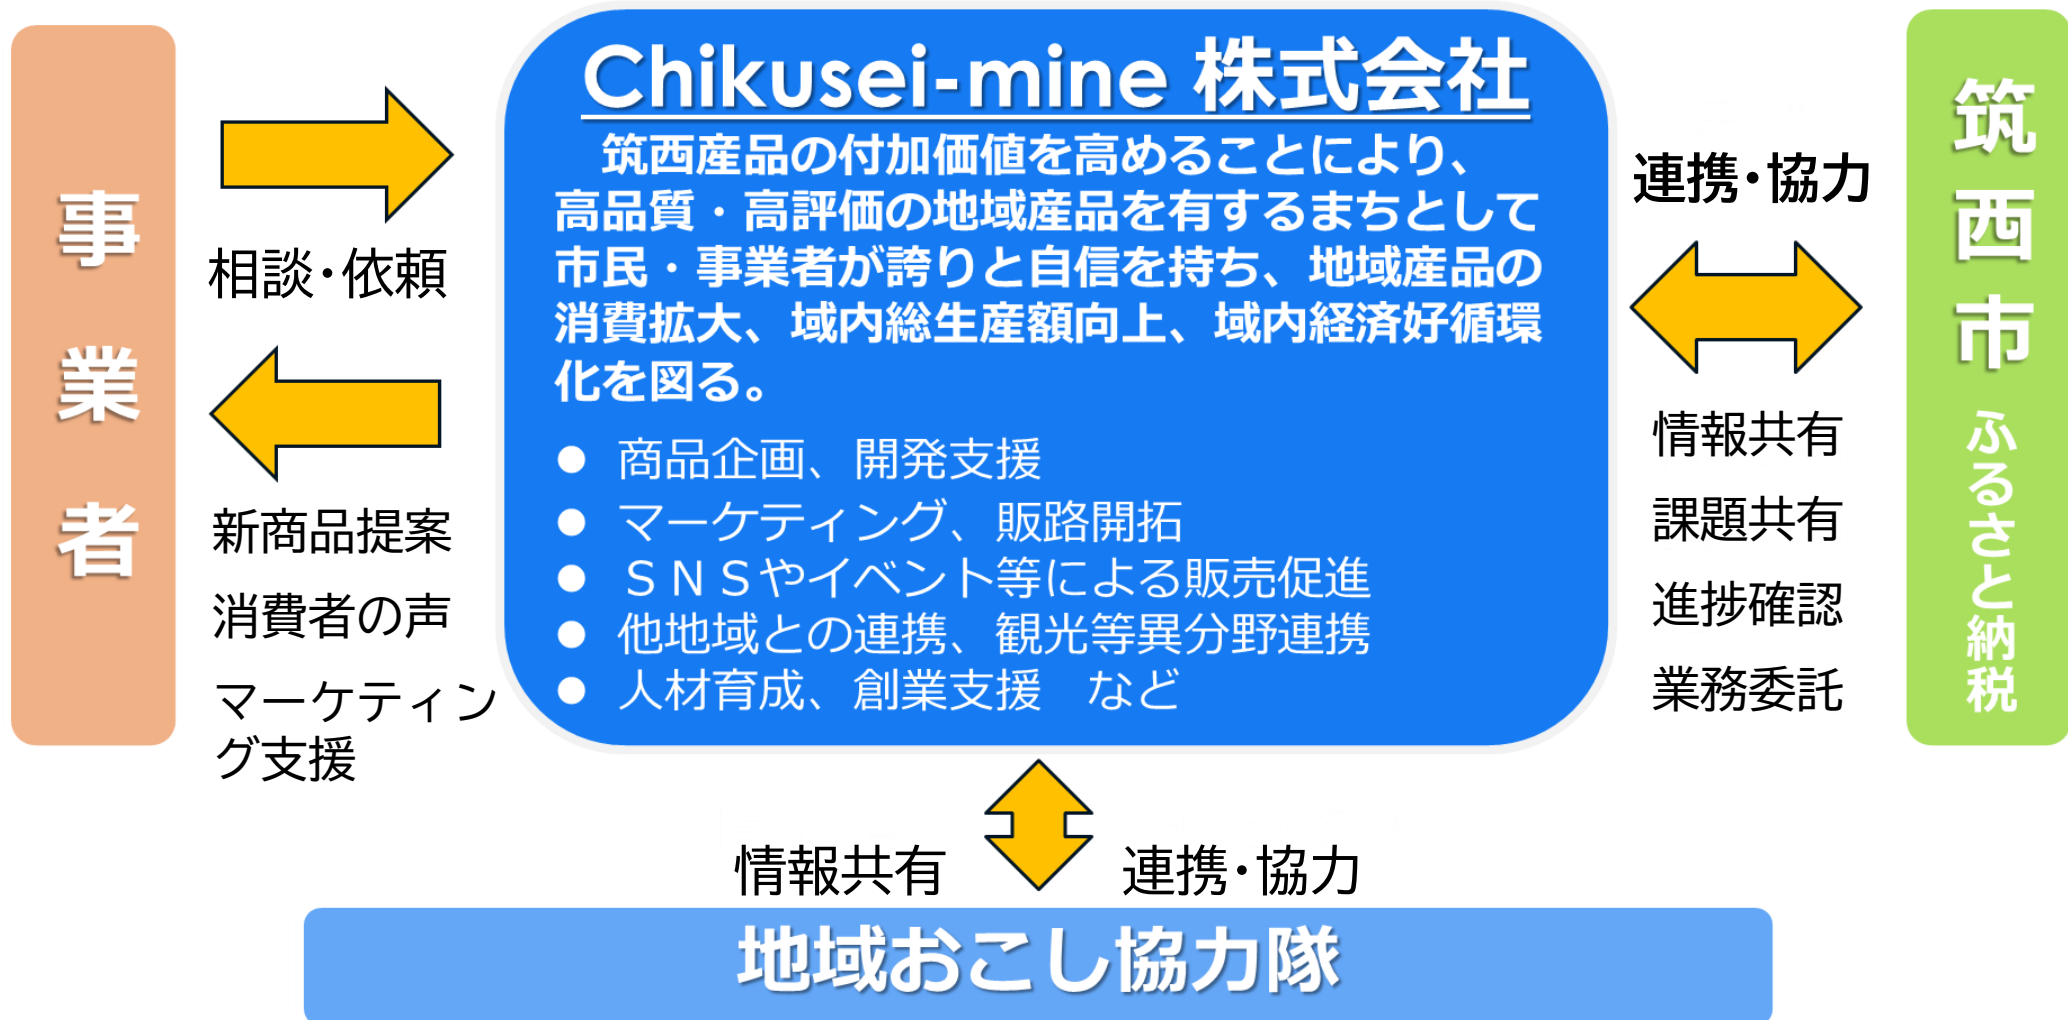 事業者
相談・依頼
新商品提案
消費者の声
マーケティン
グ支援
Chikusei-mine 株式会社
筑西産品の付加価値を高めることにより、
高品質・高評価の地域産品を有するまちとして
市民・事業者が誇りと自信を持ち、地域産品の
消費拡大、域内総生産額向上、域内経済好循環
化を図る。
● 商品企画、開発支援
● マーケティング、販路開拓
● ＳＮＳやイベント等による販売促進
● 他地域との連携、観光等異分野連携
● 人材育成、創業支援　など
連携・協力
情報共有
課題共有
進捗確認
業務委託
筑西市 ふるさと納税
情報共有
連携・協力
地域おこし協力隊